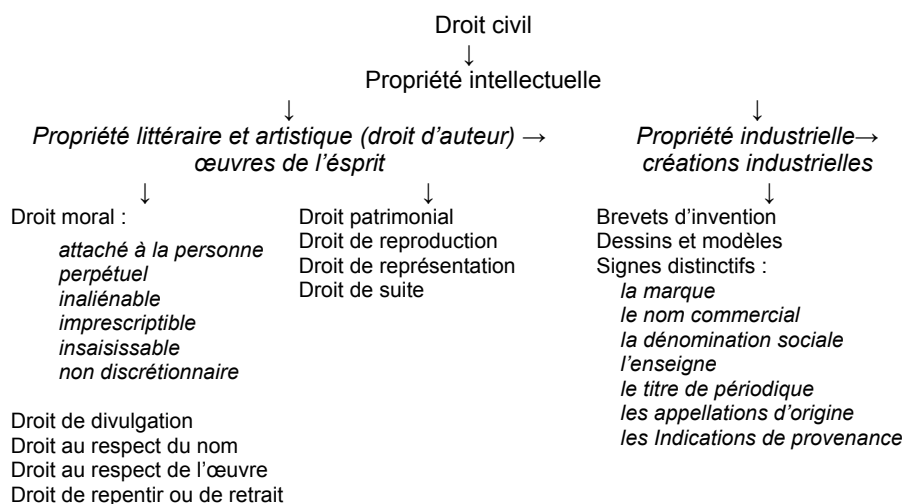 Droit civil
↓
Propriété intellectuelle
↓ ↓
Propriété littéraire et artistique (droit d'auteur) →
œuvres de l'ésprit
Propriété industrielle→
créations industrielles
↓ ↓ ↓
Droit moral :
attaché à la personne
perpétuel
inaliénable
imprescriptible
insaisissable
non discrétionnaire
Droit de divulgation
Droit au respect du nom
Droit au respect de l'œuvre
Droit de repentir ou de retrait
Droit patrimonial
Droit de reproduction
Droit de représentation
Droit de suite
Brevets d'invention
Dessins et modèles
Signes distinctifs :
la marque
le nom commercial
la dénomination sociale
l'enseigne
le titre de périodique
les appellations d'origine
les Indications de provenance